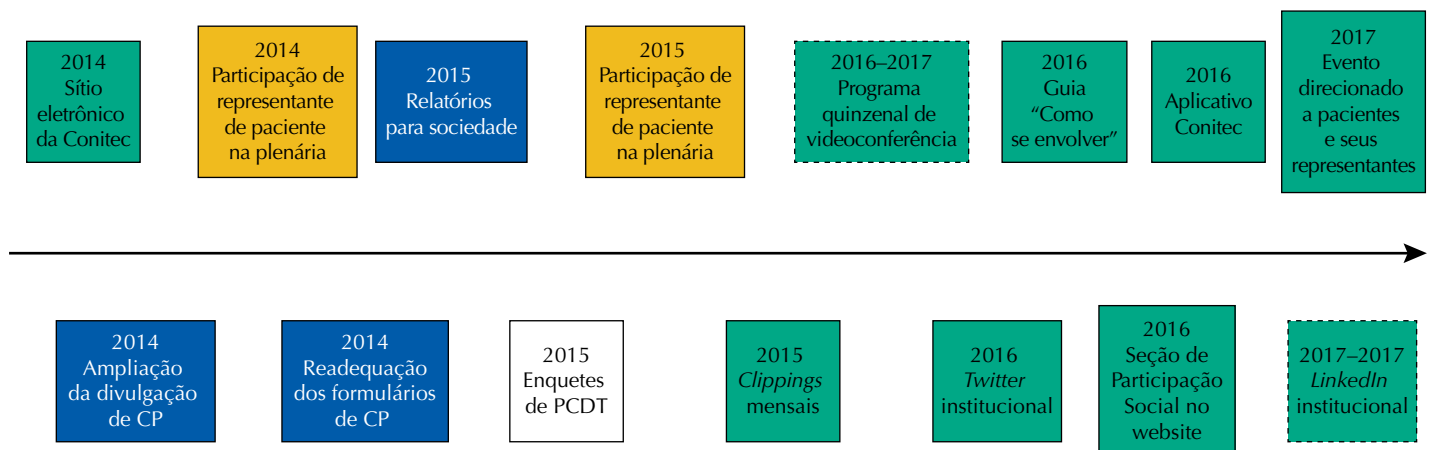 2014
Sítio
eletrônico
da Conitec
2014
Participação de
representante
de paciente
na plenária
2015
Relatórios
para sociedade
2015
Participação de
representante
de paciente
na plenária
2016–2017
Programa
quinzenal de
videoconferência
2016
Guia
“Como
se envolver”
2016
Aplicativo
Conitec
2017
Evento
direcionado
a pacientes
e seus
representantes
2014
Ampliação
da divulgação
de CP
2014
Readequação
dos formulários
de CP
2015
Enquetes
de PCDT
2015
Clippings
mensais
2016
Twitter
institucional
2016
Seção de
Participação
Social no
website
2017–2017
LinkedIn
institucional